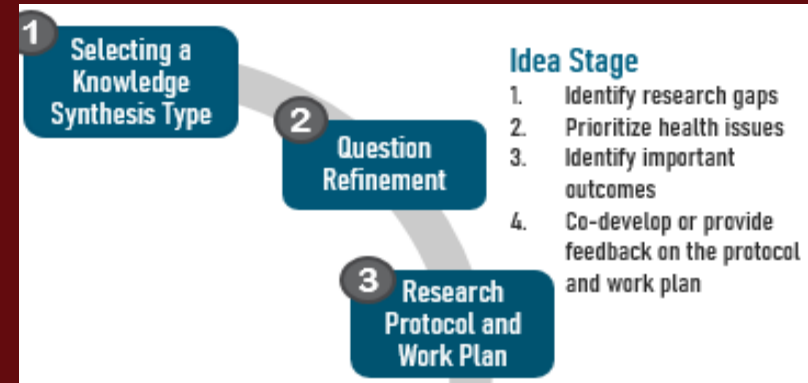 1
Selecting a
Knowledge
Synthesis Type
2
Question
Refinement
3
Research
Protocol and
Work Plan
Idea Stage
1. Identify research gaps
2. Prioritize health issues
3. Identify important
outcomes
4. Co-develop or provide
feedback on the protocol
and work plan